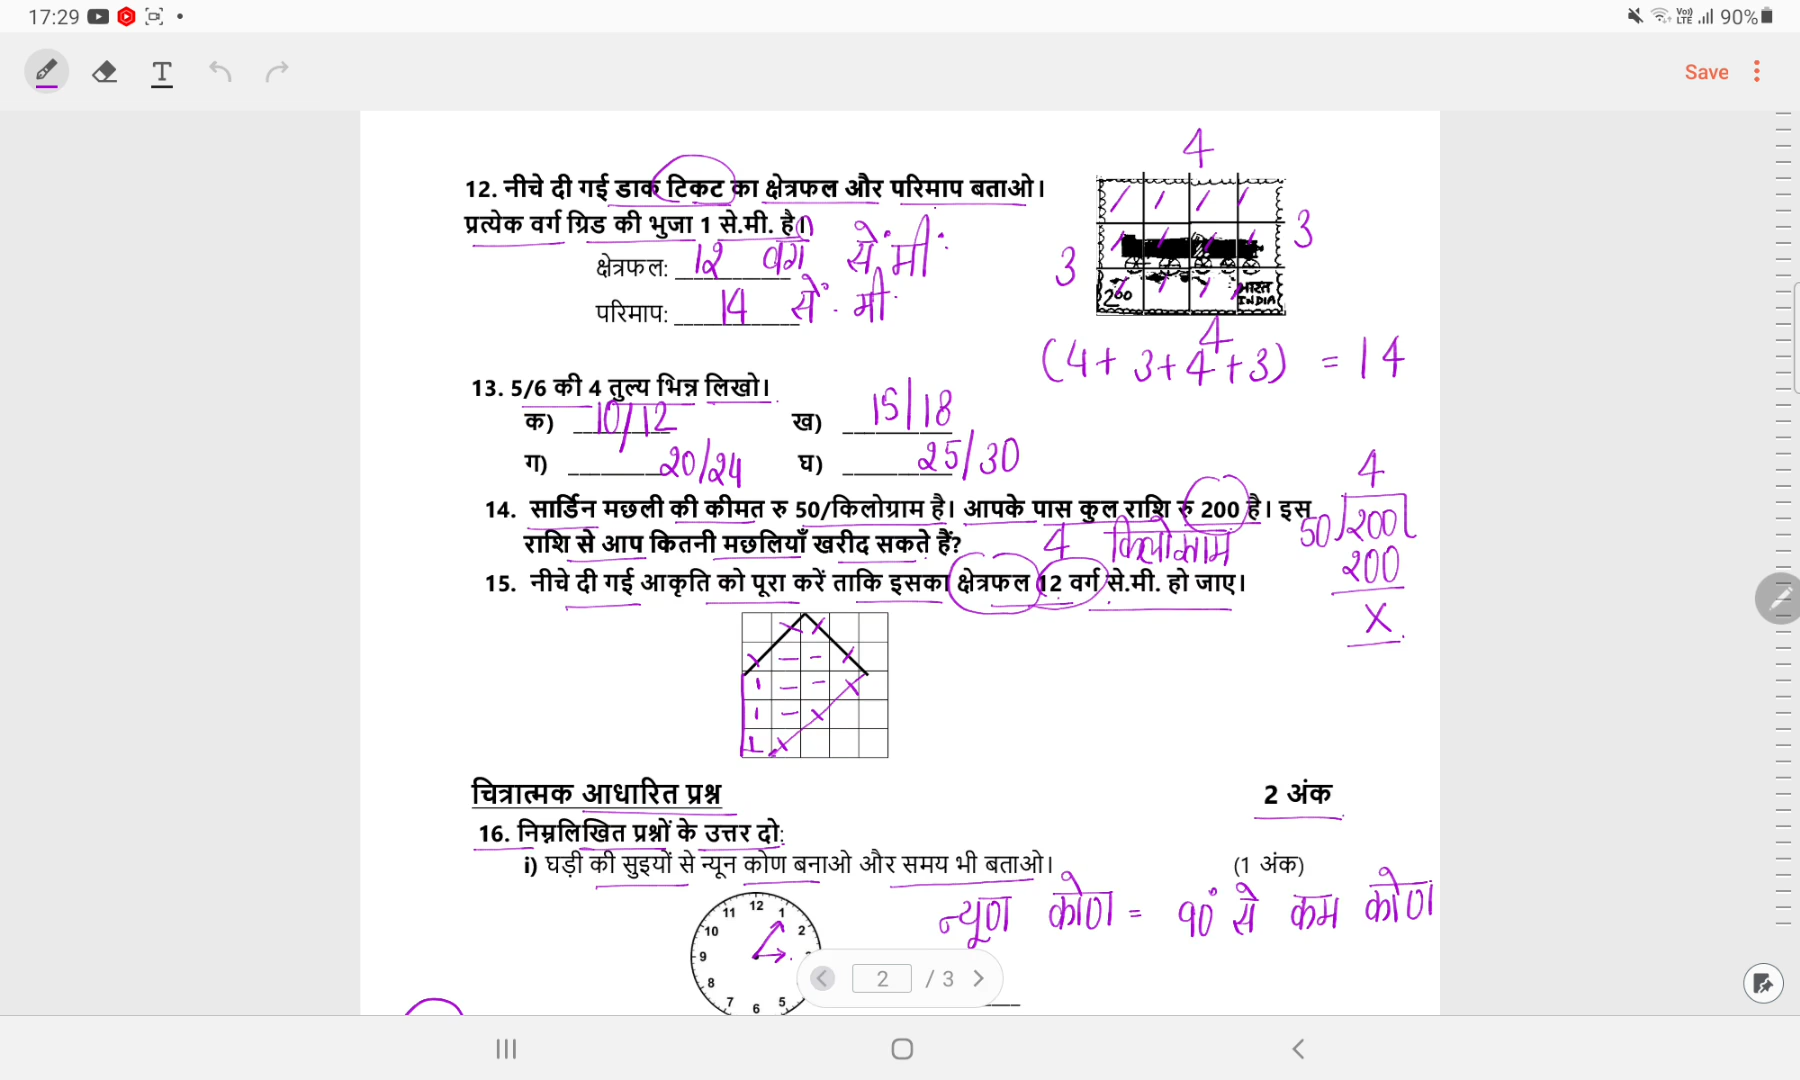 17:29 90%
Save
4
12. नीचे दी गई डाक टिकट का क्षेत्रफल और परिमाप बताओ।
प्रत्येक वर्ग ग्रिड की भुजा 1 से.मी. है।
क्षेत्रफल: 12 वर्ग से. मी.
परिमाप: 14 से. मी.
3 3
200 भारत
INDIA
4
(4+ 3+4+3) = 14
13. 5/6 की 4 तुल्य भिन्न लिखो।
क) 10/12 ख) 15/18
ग) 20/24 घ) 25/30
14. सार्डिन मछली की कीमत रु 50/किलोग्राम है। आपके पास कुल राशि रु 200 है। इस
राशि से आप कितनी मछलियाँ खरीद सकते हैं? 4 किलोग्राम
4
50)200(
200
x
15. नीचे दी गई आकृति को पूरा करें ताकि इसका क्षेत्रफल 12 वर्ग से.मी. हो जाए।
चित्रात्मक आधारित प्रश्न 2 अंक
16. निम्नलिखित प्रश्नों के उत्तर दो:
i) घड़ी की सुइयों से न्यून कोण बनाओ और समय भी बताओ। (1 अंक)
न्यूण कोण = 90° से कम कोण
12 1 2 5 6 7 8 9 10 11
2 / 3